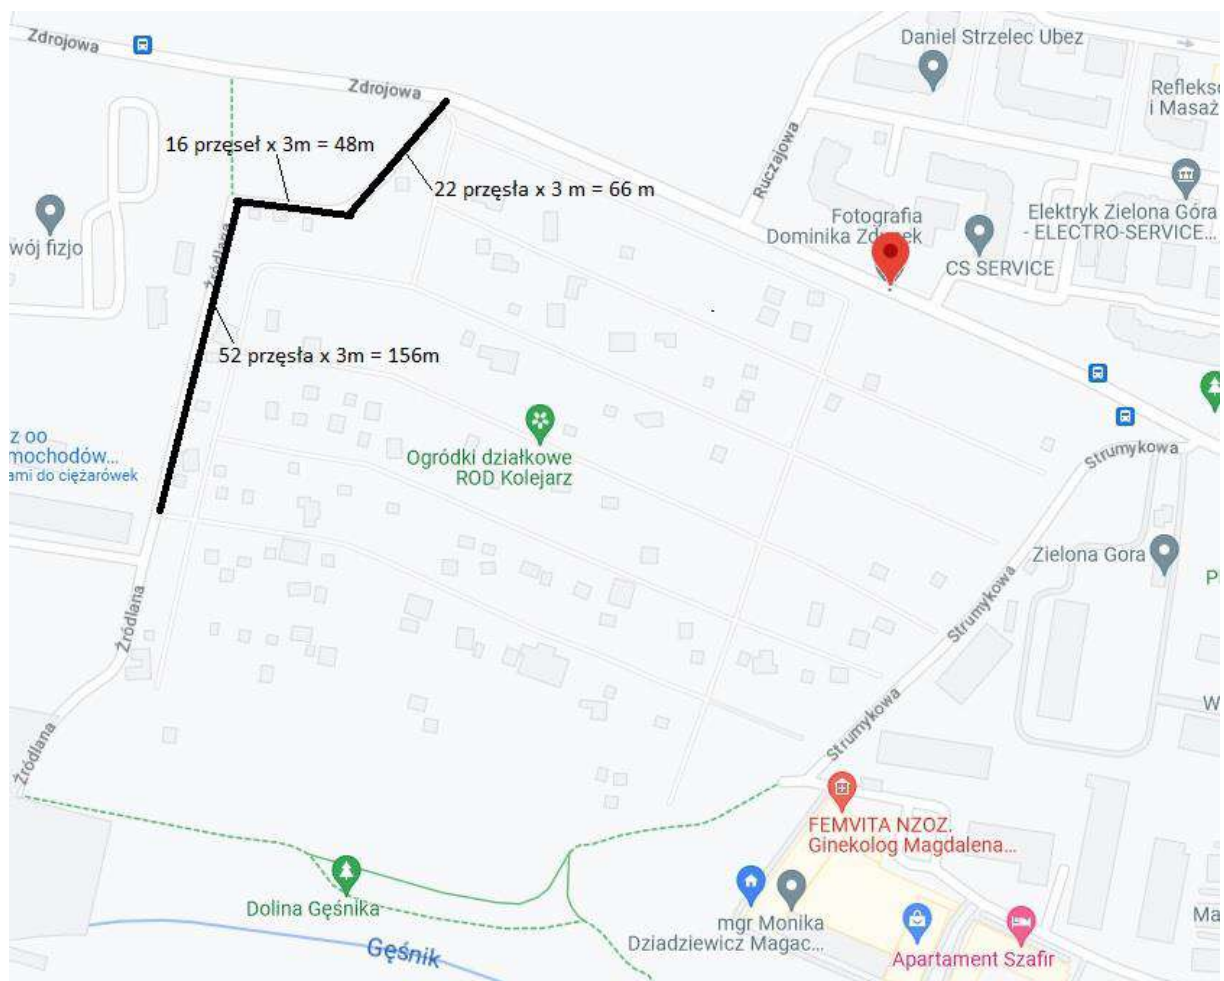 Zdrojowa
Zdrojowa
Daniel Strzelec Ubez
Refleks
i Masaż
16 przęseł x 3m = 48m
22 przęsła x 3 m = 66 m
Ruczajowa
Elektryk Zielona Góra
- ELECTRO-SERVICE...
Fotografia
Dominika
CS SERVICE
wój fizjo
Źródlana
52 przęsła x 3m = 156m
z oo
mochodów...
ami do ciężarówek
Ogródki działkowe
ROD Kolejarz
Strumykowa
Zielona Gora
Strumykowa
Źródlana
Strumykowa
Źródlana
FEMVITA NZOZ.
Ginekolog Magdalena...
Dolina Gęśnika
mgr Monika
Dziadziewicz Magac...
Gęśnik
Apartament Szafir
Ma